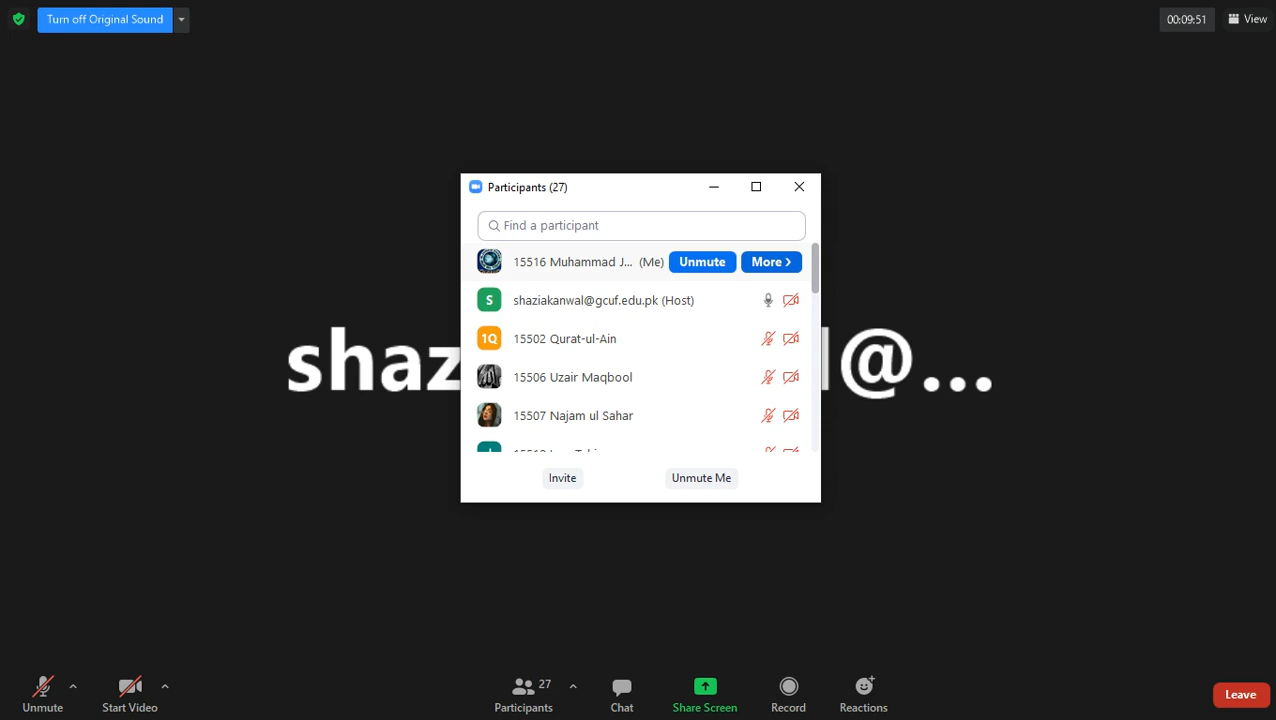 Turn off Original Sound
00:09:51
View
Participants (27)
Find a participant
15516 Muhammad J... (Me) Unmute More >
S shaziakanwal@gcuf.edu.pk (Host)
1Q 15502 Qurat-ul-Ain
15506 Uzair Maqbool
15507 Najam ul Sahar
shaz
@...
Invite
Unmute Me
Unmute
Start Video
27
Participants
Chat
Share Screen
Record
Reactions
Leave